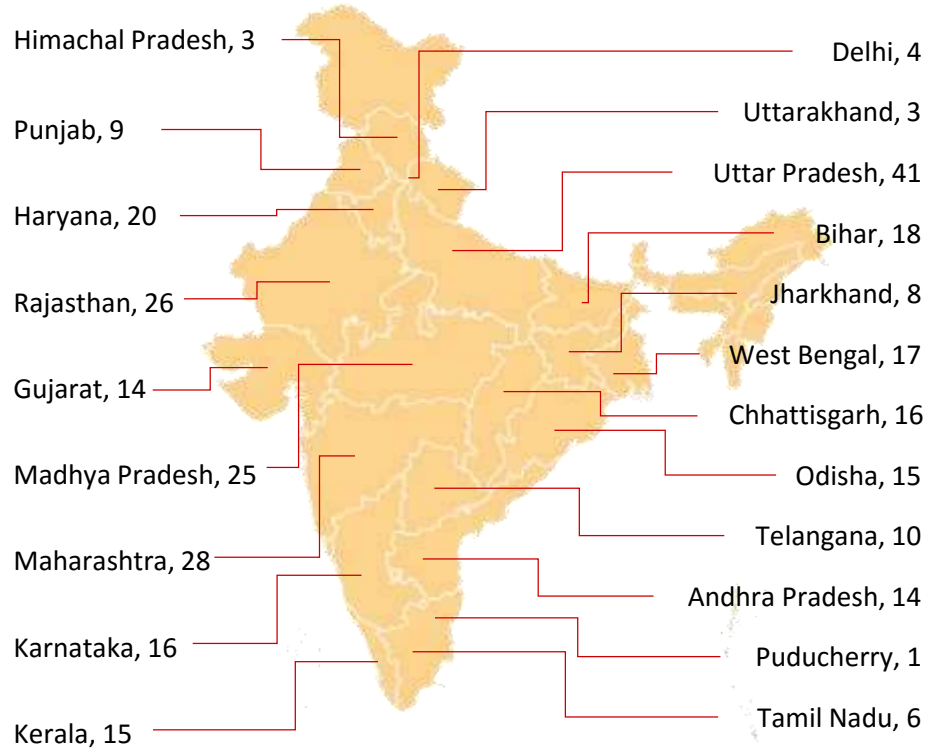 Himachal Pradesh, 3
Punjab, 9
Haryana, 20
Rajasthan, 26
Gujarat, 14
Madhya Pradesh, 25
Maharashtra, 28
Karnataka, 16
Kerala, 15
Delhi, 4
Uttarakhand, 3
Uttar Pradesh, 41
Bihar, 18
Jharkhand, 8
West Bengal, 17
Chhattisgarh, 16
Odisha, 15
Telangana, 10
Andhra Pradesh, 14
Puducherry, 1
Tamil Nadu, 6